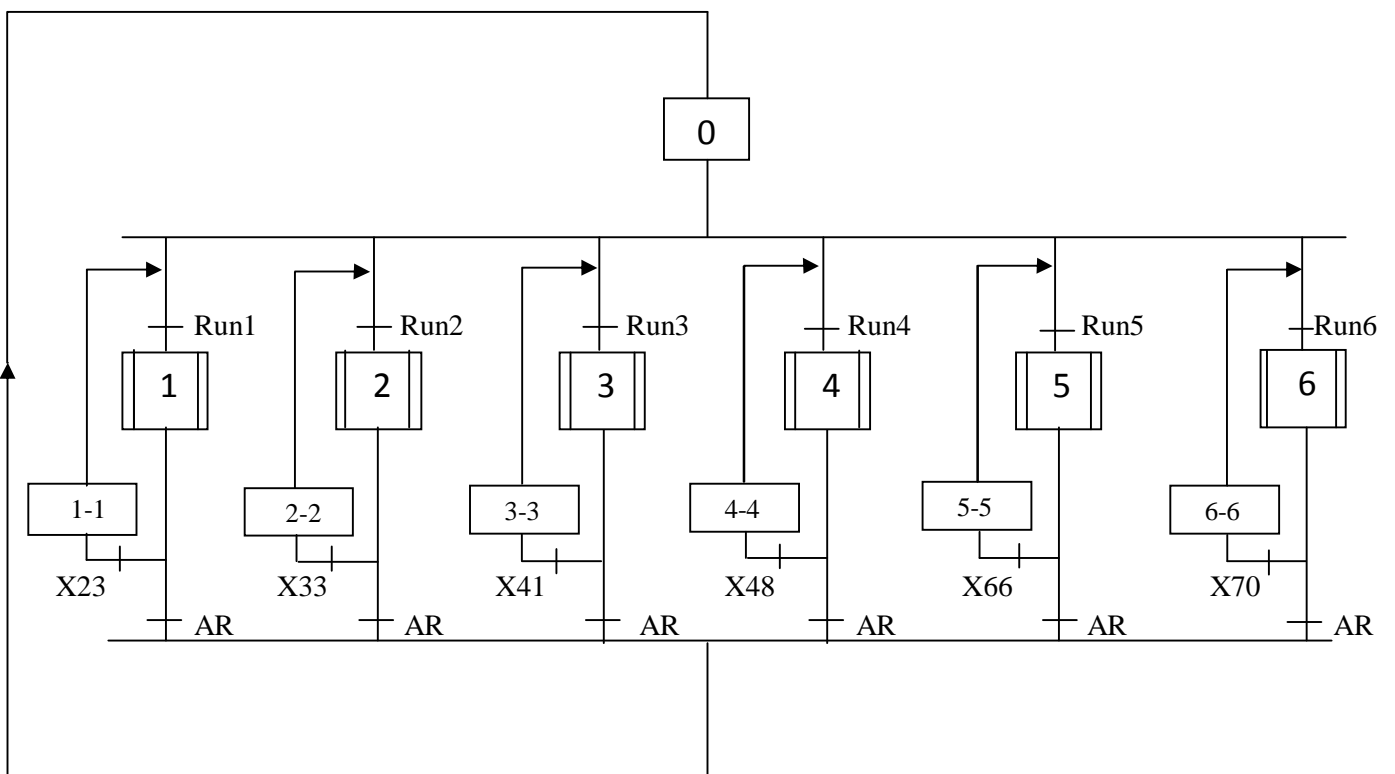 0
Run1 Run2 Run3 Run4 Run5 Run6
1 2 3 4 5 6
1-1 2-2 3-3 4-4 5-5 6-6
X23 X33 X41 X48 X66 X70
AR AR AR AR AR AR